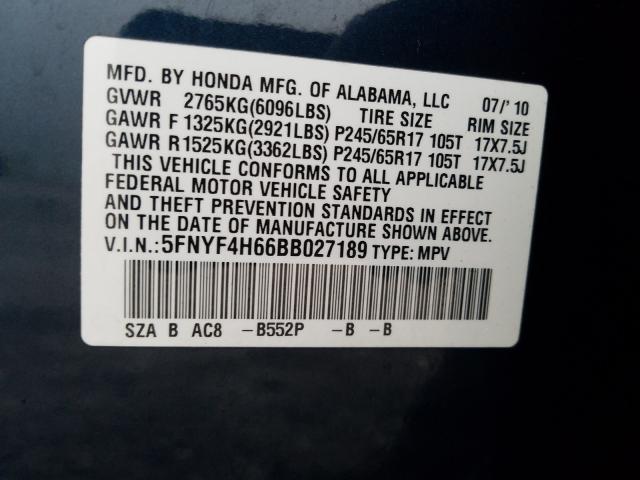 MFD. BY HONDA MFG. OF ALABAMA, LLC 07/'10
GVWR 2765KG(6096LBS) TIRE SIZE RIM SIZE
GAWR F 1325KG(2921LBS) P245/65R17 105T 17X7.5J
GAWR R 1525KG(3362LBS) P245/65R17 105T 17X7.5J
THIS VEHICLE CONFORMS TO ALL APPLICABLE
FEDERAL MOTOR VEHICLE SAFETY
AND THEFT PREVENTION STANDARDS IN EFFECT
ON THE DATE OF MANUFACTURE SHOWN ABOVE.
V.I.N.: 5FNYF4H66BB027189 TYPE: MPV
SZA B AC8 -B552P -B -B